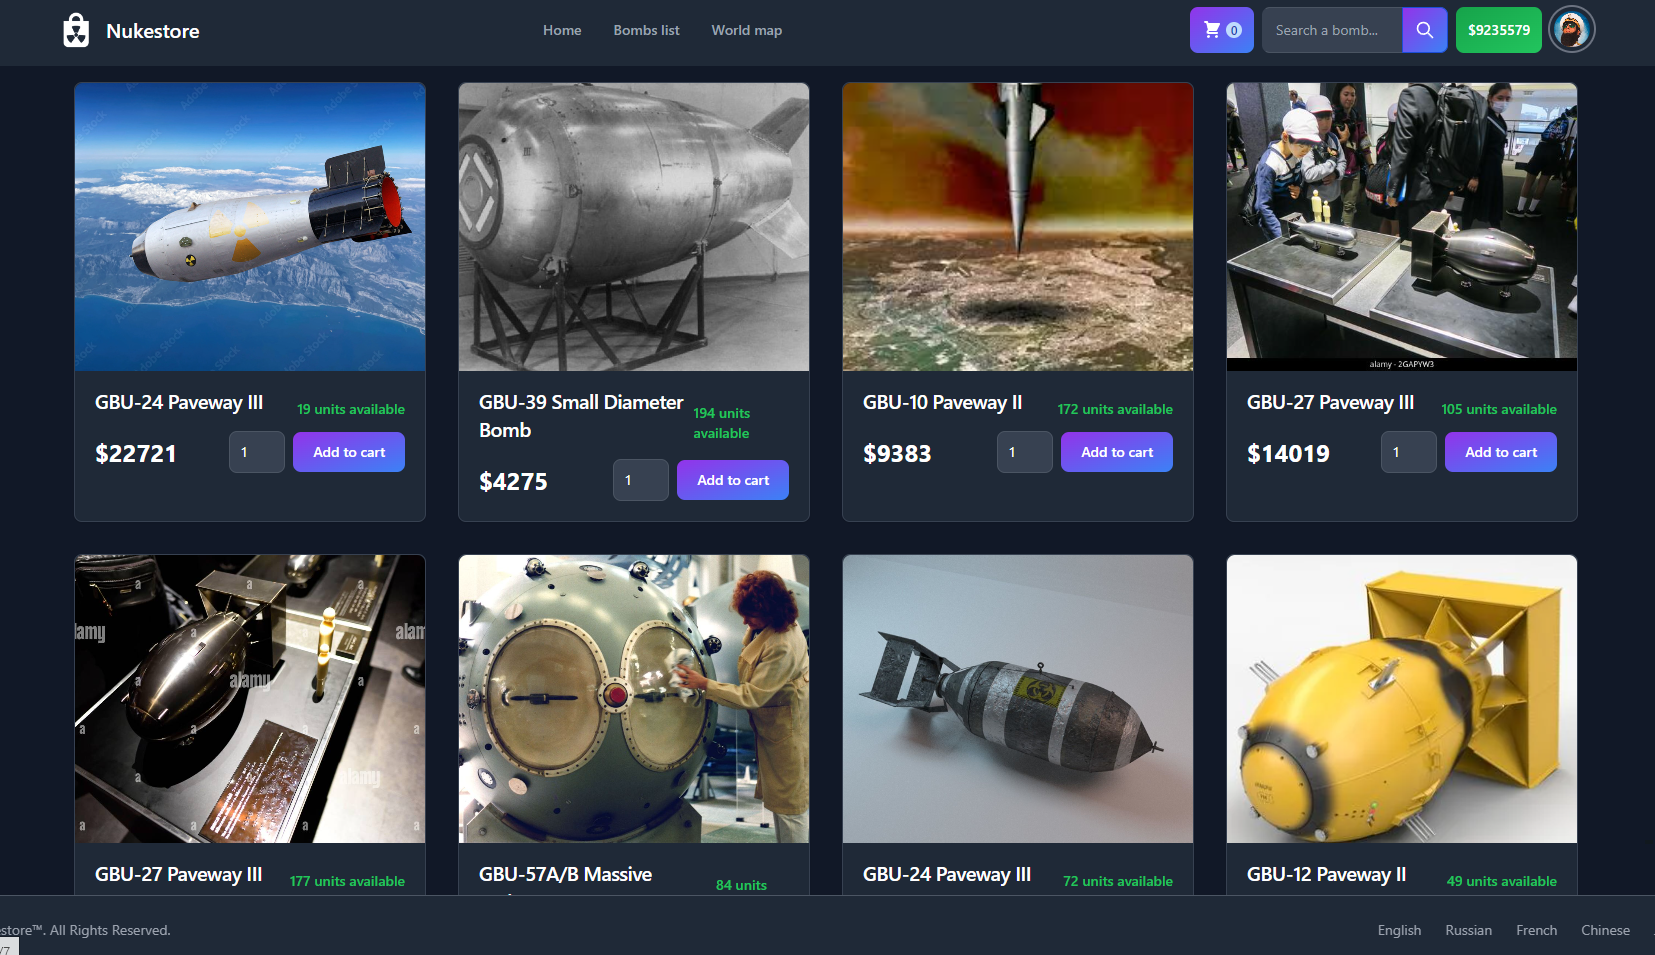 Nukestore
Home
Bombs list
World map
0
Search a bomb...
$9235579
Adobe Stock
alamy - 2GAPYW3
GBU-24 Paveway III
19 units available
$22721
1
Add to cart
GBU-39 Small Diameter
Bomb
194 units
available
$4275
1
Add to cart
GBU-10 Paveway II
172 units available
$9383
1
Add to cart
GBU-27 Paveway III
105 units available
$14019
1
Add to cart
alamy
GBU-27 Paveway III
177 units available
GBU-57A/B Massive
84 units
GBU-24 Paveway III
72 units available
GBU-12 Paveway II
49 units available
estore™. All Rights Reserved.
English
Russian
French
Chinese
/7